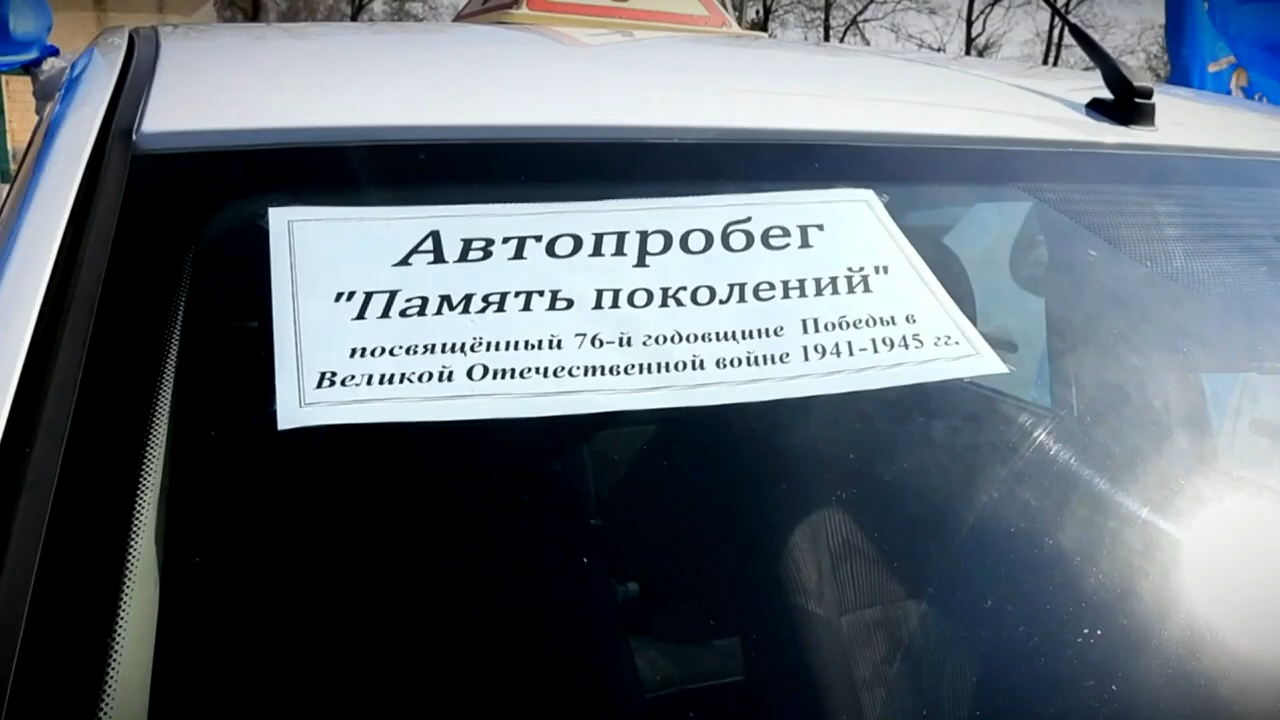 Автопробег
"Память поколений"
посвящённый 76-й годовщине Победы в
Великой Отечественной войне 1941-1945 гг.